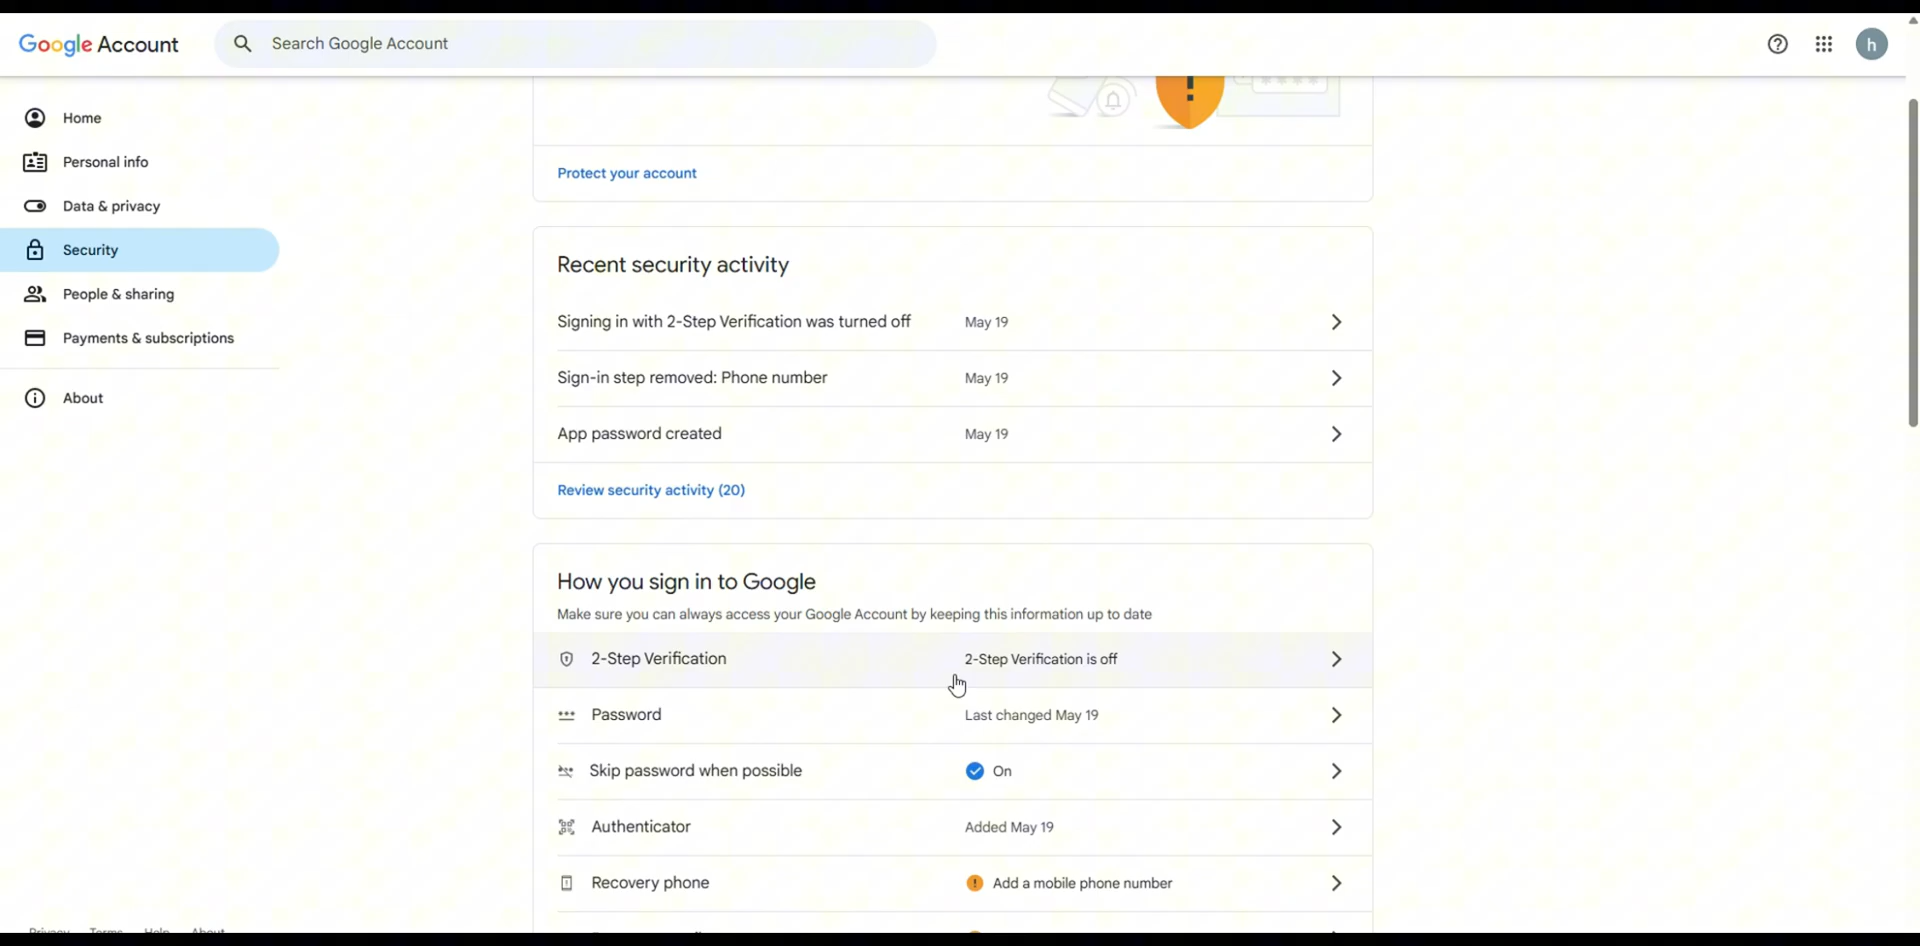 Google Account
Search Google Account
h
Home
Personal info
Data & privacy
Security
People & sharing
Payments & subscriptions
About
Protect your account
Recent security activity
Signing in with 2-Step Verification was turned off May 19
Sign-in step removed: Phone number May 19
App password created May 19
Review security activity (20)
How you sign in to Google
Make sure you can always access your Google Account by keeping this information up to date
2-Step Verification 2-Step Verification is off
Password Last changed May 19
Skip password when possible On
Authenticator Added May 19
Recovery phone Add a mobile phone number
Privacy Terms Help About